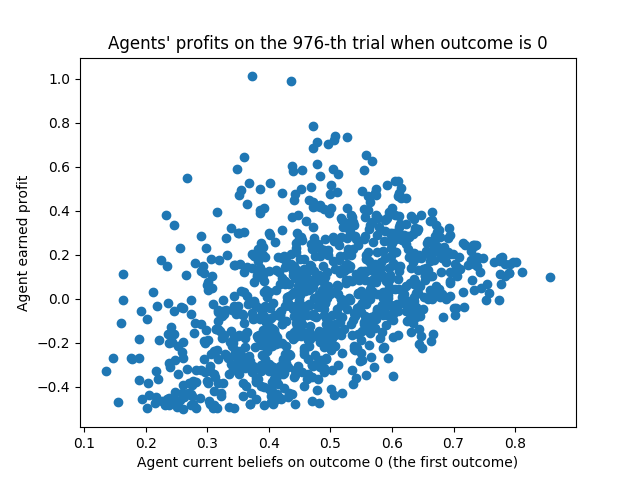 Agents' profits on the 976-th trial when outcome is 0
1.0
0.8
0.6
0.4
0.2
0.0
−0.2
−0.4
Agent earned profit
0.1 0.2 0.3 0.4 0.5 0.6 0.7 0.8
Agent current beliefs on outcome 0 (the first outcome)